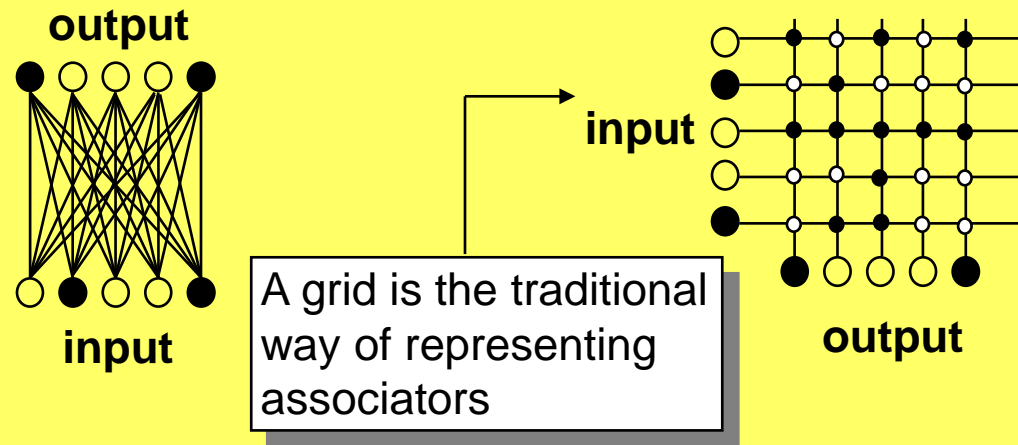 output
input
A grid is the traditional
way of representing
associators
input
output